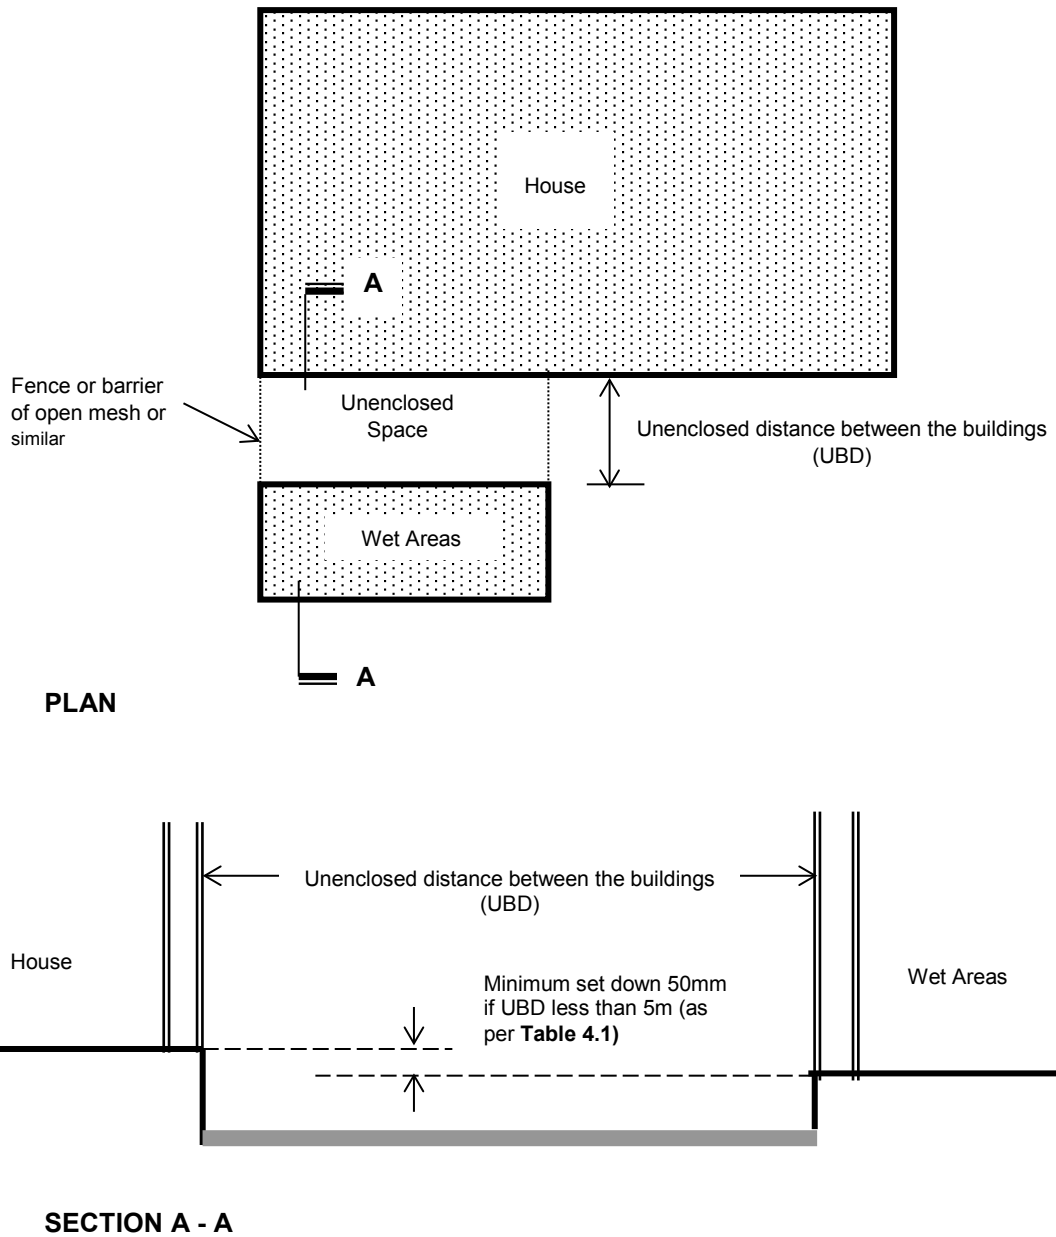 House
A
Fence or barrier
of open mesh or
similar
Unenclosed
Space
Unenclosed distance between the buildings
(UBD)
Wet Areas
A
PLAN
Unenclosed distance between the buildings
(UBD)
House
Wet Areas
Minimum set down 50mm
if UBD less than 5m (as
per Table 4.1)
SECTION A - A